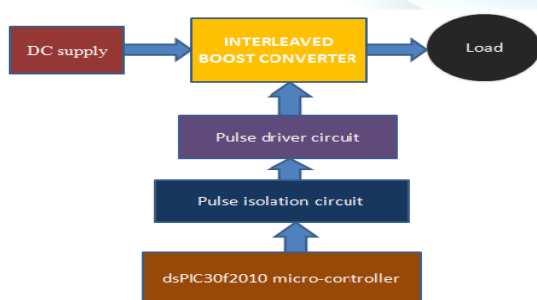 DC supply
INTERLEAVED
BOOST CONVERTER
Load
Pulse driver circuit
Pulse isolation circuit
dsPIC30f2010 micro-controller